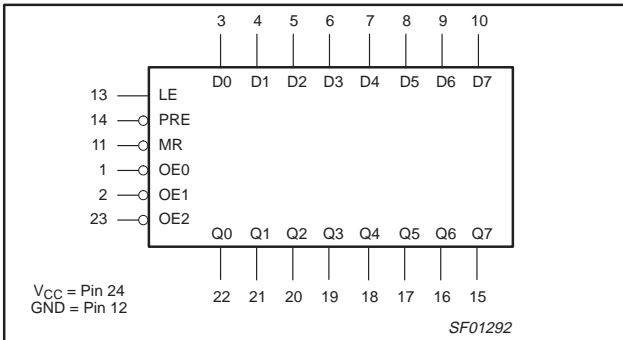 3 4 5 6 7 8 9 10
D0 D1 D2 D3 D4 D5 D6 D7
13 LE
14 PRE
11 MR
1 OE0
2 OE1
23 OE2
Q0 Q1 Q2 Q3 Q4 Q5 Q6 Q7
22 21 20 19 18 17 16 15
VCC = Pin 24
GND = Pin 12
SF01292